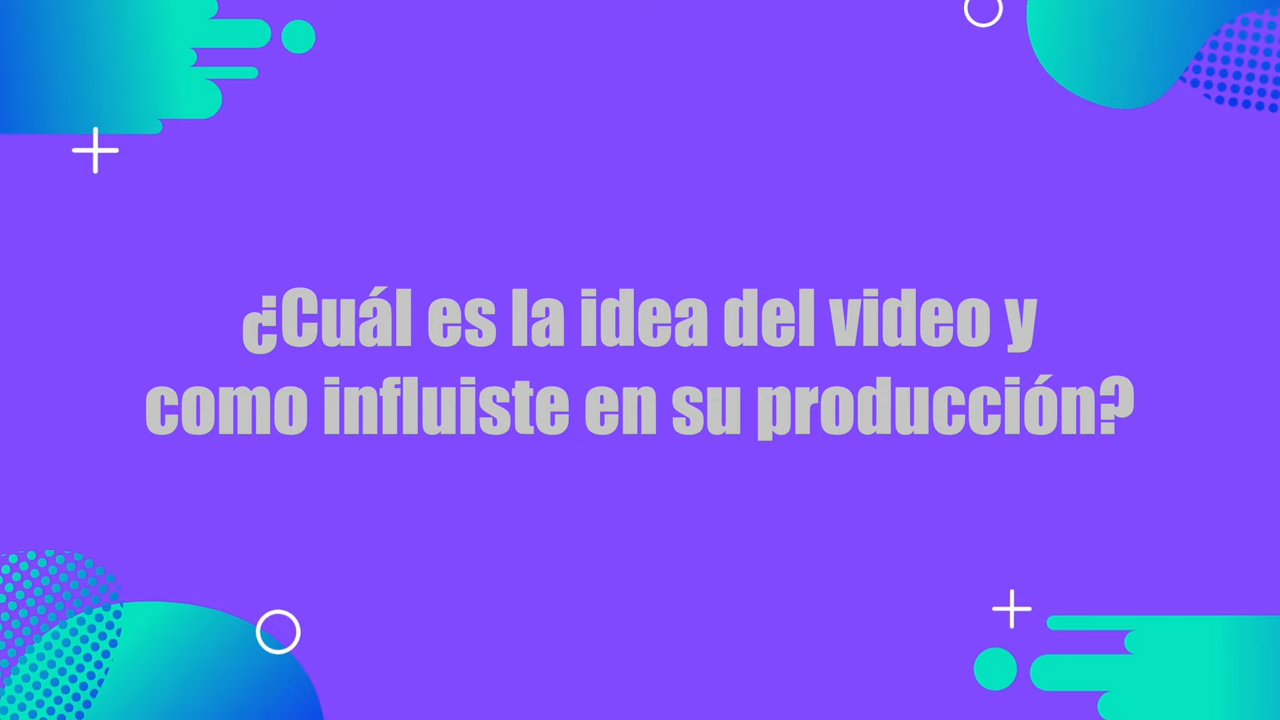 ¿Cuál es la idea del video y
como influiste en su producción?